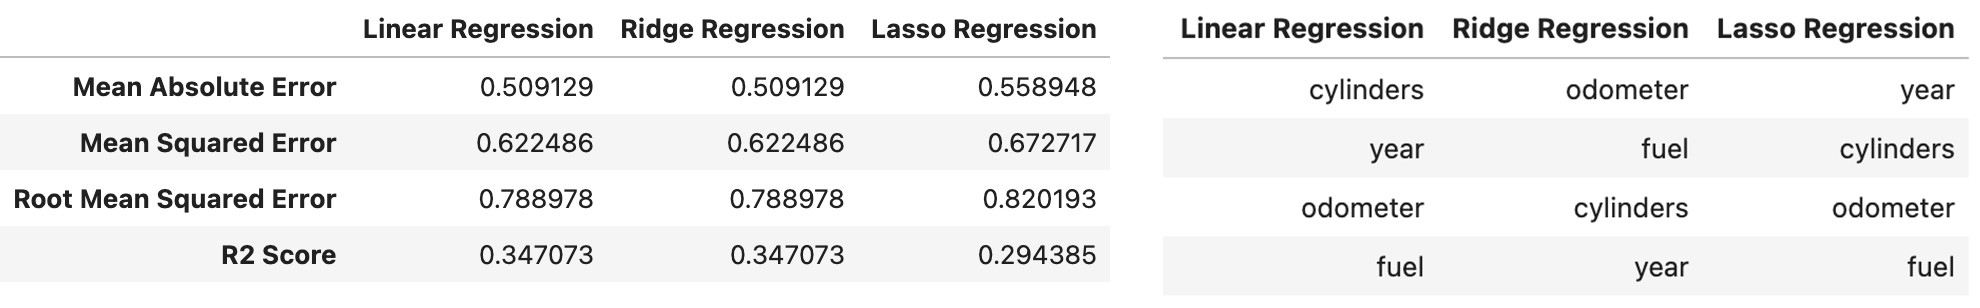 Linear Regression Ridge Regression Lasso Regression
Mean Absolute Error 0.509129 0.509129 0.558948
Mean Squared Error 0.622486 0.622486 0.672717
Root Mean Squared Error 0.788978 0.788978 0.820193
R2 Score 0.347073 0.347073 0.294385
Linear Regression Ridge Regression Lasso Regression
cylinders odometer year
year fuel cylinders
odometer cylinders odometer
fuel year fuel